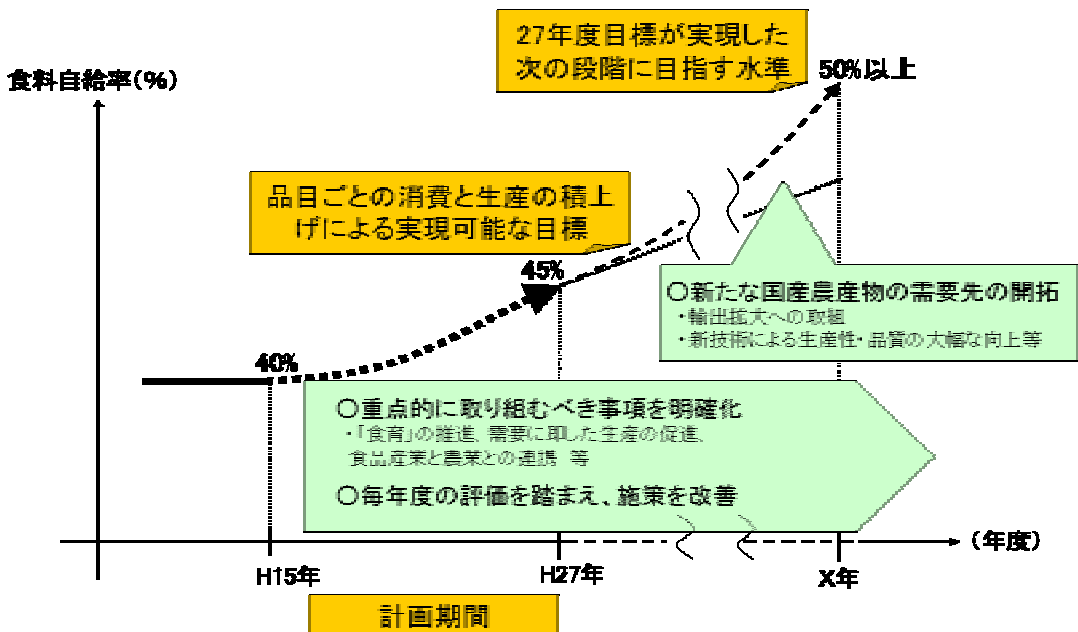 27年度目標が実現した
次の段階に目指す水準
50%以上
食料自給率(%)
品目ごとの消費と生産の積上
げによる実現可能な目標
45%
○新たな国産農産物の需要先の開拓
・輸出拡大への取組
・新技術による生産性・品質の大幅な向上等
40%
○重点的に取り組むべき事項を明確化
・「食育」の推進、需要に即した生産の促進、
食品産業と農業との連携 等
○毎年度の評価を踏まえ、施策を改善
(年度)
H15年
H27年
X年
計画期間